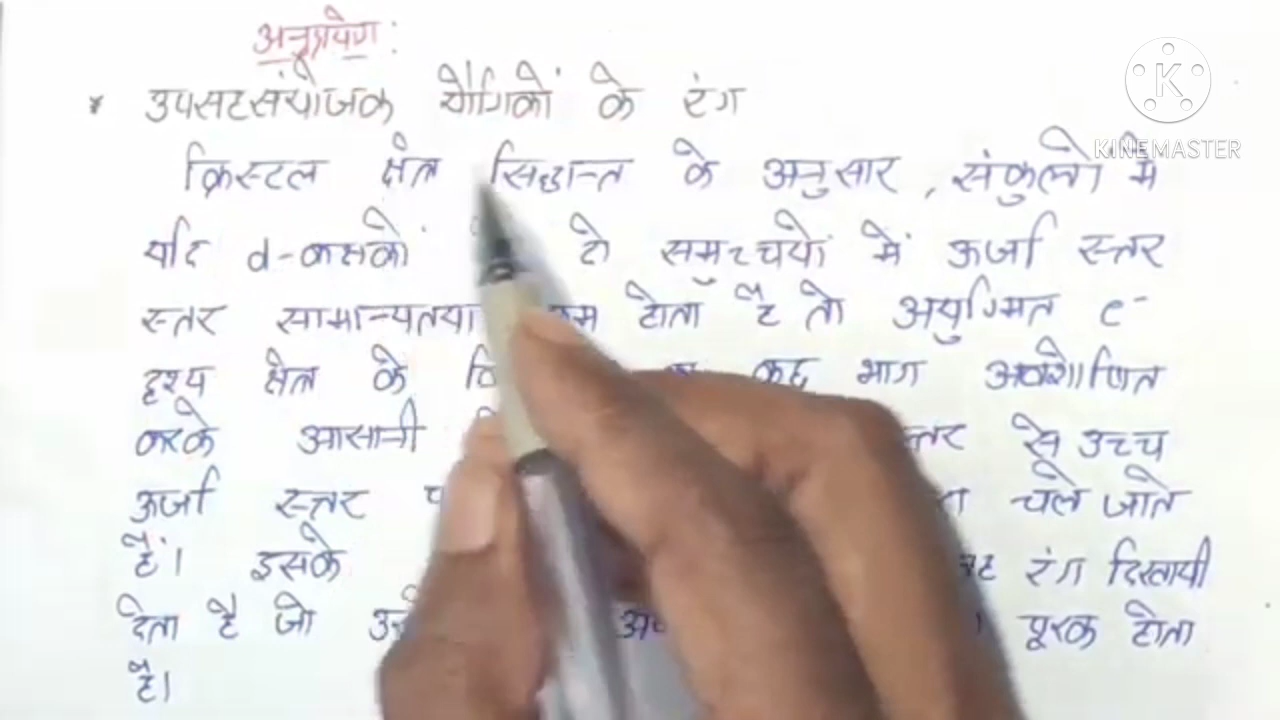 अनुप्रयोग:
K
KINEMASTER
* उपसहसंयोजक यौगिकों के रंग
क्रिस्टल क्षेत्र सिद्धान्त के अनुसार, संकुलो मे
यदि d-कक्षकों दो समुच्चयों में ऊर्जा स्तर
स्तर सामान्यतया कम होता है तो अयुग्मित e⁻
दृश्य क्षेत्र के कुछ भाग अवशोषित
करके आसानी स्तर से उच्च
ऊर्जा स्तर चले जाते
हैं। इसके रंग दिखायी
देता है जो पूरक होता
है।